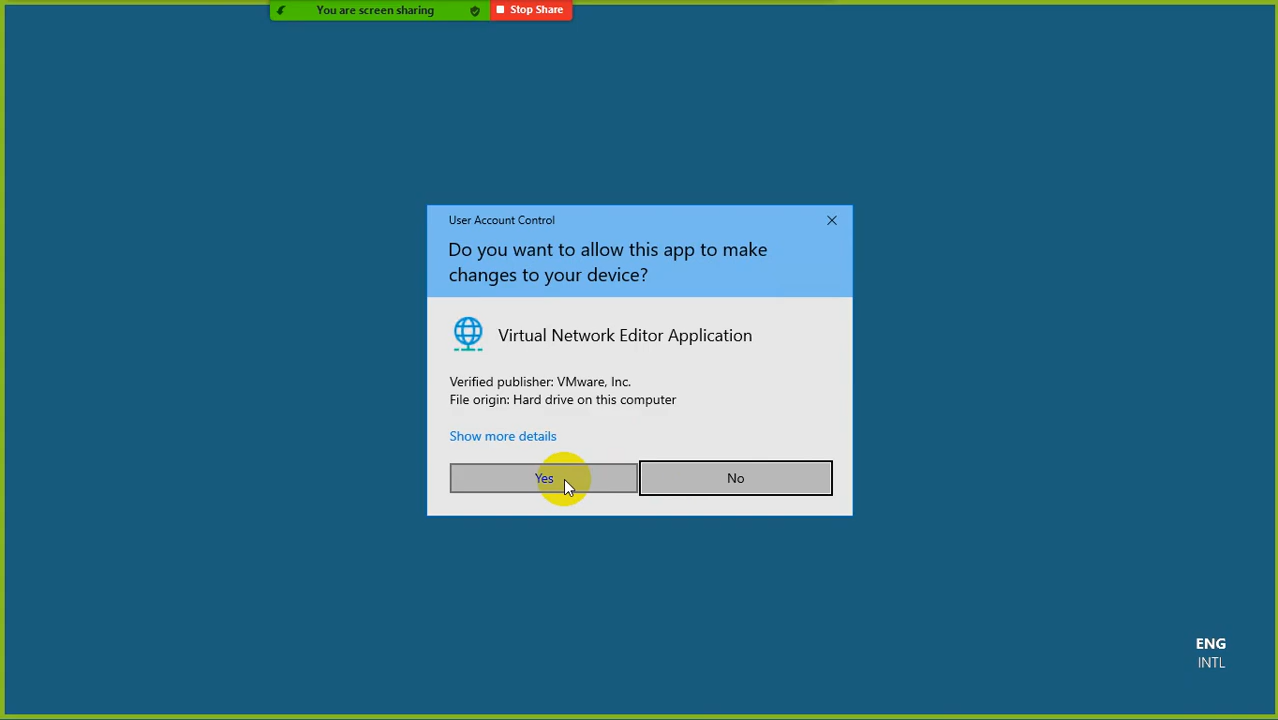 You are screen sharing
Stop Share
User Account Control
Do you want to allow this app to make
changes to your device?
Virtual Network Editor Application
Verified publisher: VMware, Inc.
File origin: Hard drive on this computer
Show more details
Yes
No
ENG
INTL